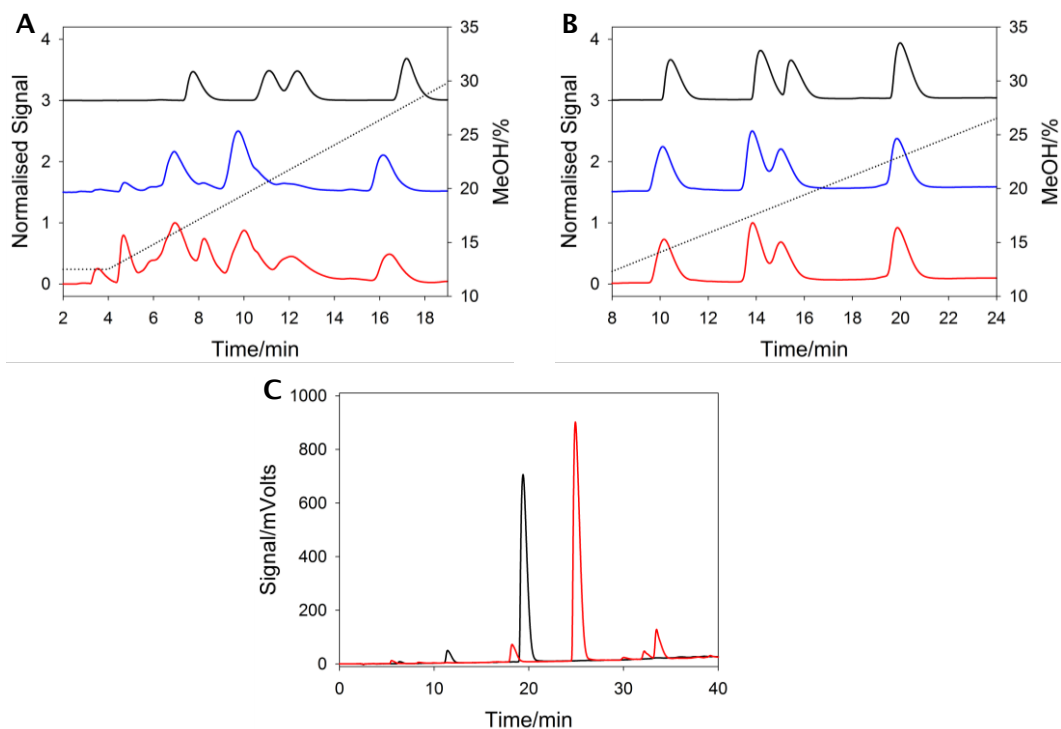 A
4
3
2
1
0
Normalised Signal
35
30
25
20
15
10
MeOH/%
2 4 6 8 10 12 14 16 18
Time/min
B
4
3
2
1
0
Normalised Signal
35
30
25
20
15
10
MeOH/%
8 10 12 14 16 18 20 22 24
Time/min
C
1000
800
600
400
200
0
Signal/mVolts
0 10 20 30 40
Time/min